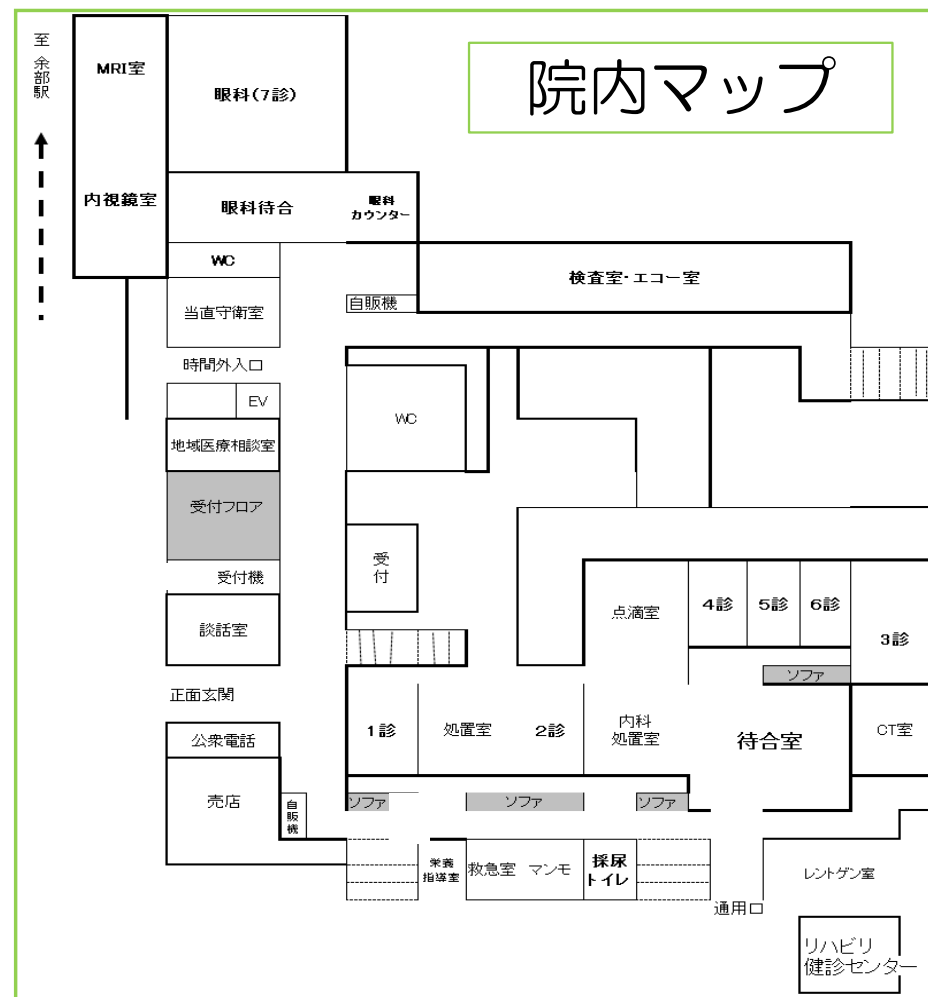 院内マップ
至
余
部
駅
MRI室
眼科(7診)
内視鏡室
眼科待合
眼科
カウンター
WC
検査室・エコー室
自販機
当直守衛室
時間外入口
EV
WC
地域医療相談室
受付フロア
受
付
受付機
談話室
点滴室
4診
5診
6診
3診
ソファ
正面玄関
公衆電話
1診
処置室
2診
内科
処置室
待合室
CT室
売店
自
販
機
ソファ
ソファ
ソファ
栄養
指導室
救急室
マンモ
採尿
トイレ
レントゲン室
通用口
リハビリ
健診センター